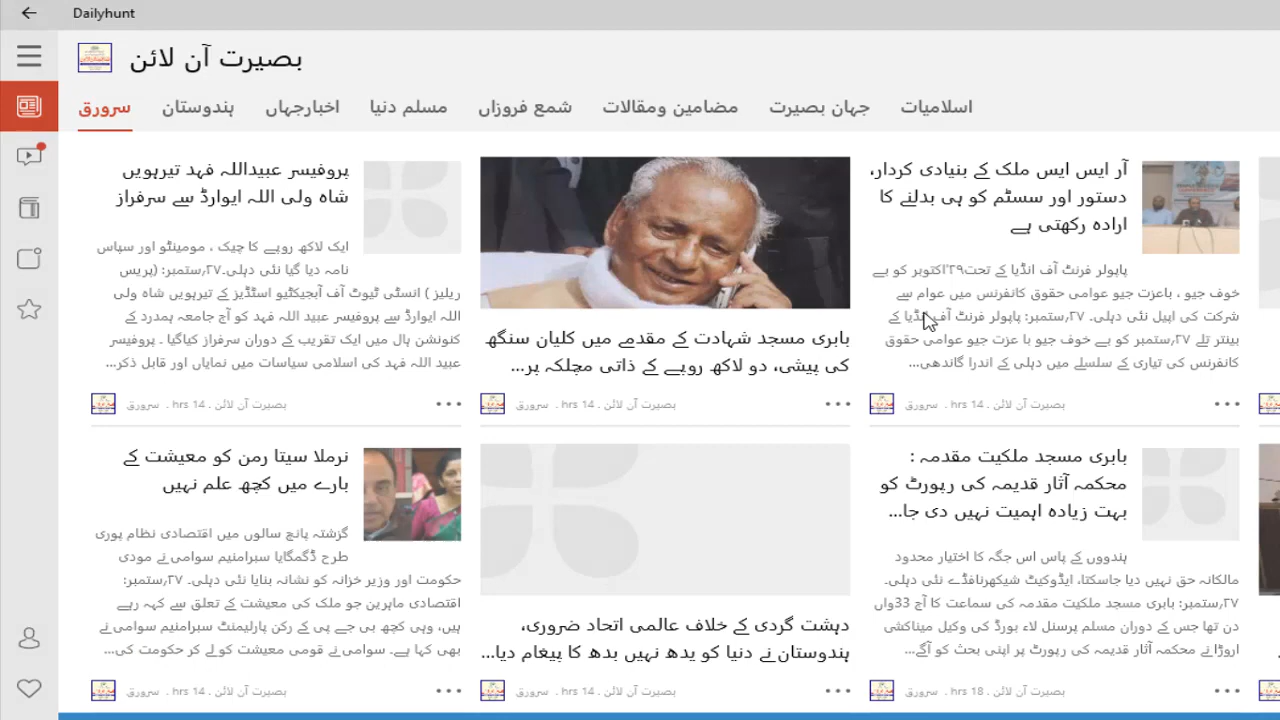 Dailyhunt
بصیرت آن لائن
سرورق
ہندوستان
اخبارجہاں
مسلم دنیا
شمع فروزاں
مضامین ومقالات
جہان بصیرت
اسلامیات
پروفیسر عبیداللہ فہد تیرہویں
شاہ ولی اللہ ایوارڈ سے سرفراز
ایک لاکھ روپے کا چیک ، مومینٹو اور سپاس
نامہ دیا گیا نئی دہلی۔۲۷؍ستمبر: (پریس
ریلیز ) انسٹی ٹیوٹ آف آبجیکٹیو اسٹڈیز کے تیرہویں شاہ ولی
اللہ ایوارڈ سے پروفیسر عبید اللہ فہد کو آج جامعہ ہمدرد کے
کنونشن ہال میں ایک تقریب کے دوران سرفراز کیاگیا ۔ پروفیسر
عبید اللہ فہد کی اسلامی سیاسات میں نمایاں اور قابل ذکر...
بصیرت آن لائن . 14 hrs . سرورق
بابری مسجد شہادت کے مقدمے میں کلیان سنگھ
کی پیشی، دو لاکھ روپے کے ذاتی مچلکہ پر...
بصیرت آن لائن . 14 hrs . سرورق
آر ایس ایس ملک کے بنیادی کردار،
دستور اور سسٹم کو ہی بدلنے کا
ارادہ رکھتی ہے
پاپولر فرنٹ آف انڈیا کے تحت۲۹'اکتوبر کو بے
خوف جیو ، باعزت جیو عوامی حقوق کانفرنس میں عوام سے
شرکت کی اپیل نئی دہلی۔ ۲۷؍ستمبر: پاپولر فرنٹ آف انڈیا کے
بینتر تلے ۲۷؍ستمبر کو بے خوف جیو با عزت جیو عوامی حقوق
کانفرنس کی تیاری کے سلسلے میں دہلی کے اندرا گاندھی...
بصیرت آن لائن . 14 hrs . سرورق
نرملا سیتا رمن کو معیشت کے
بارے میں کچھ علم نہیں
گزشتہ پانچ سالوں میں اقتصادی نظام پوری
طرح ڈگمگایا سبرامنیم سوامی نے مودی
حکومت اور وزیر خزانہ کو نشانہ بنایا نئی دہلی۔ ۲۷؍ستمبر:
اقتصادی ماہرین جو ملک کی معیشت کے تعلق سے کہہ رہے
ہیں، وہی کچھ بی جے پی کے رکن پارلیمنٹ سبرامنیم سوامی نے
بھی کہا ہے۔ سوامی نے قومی معیشت کو لے کر حکومت کی...
بصیرت آن لائن . 14 hrs . سرورق
دہشت گردی کے خلاف عالمی اتحاد ضروری،
ہندوستان نے دنیا کو یدھ نہیں بدھ کا پیغام دیا...
بصیرت آن لائن . 14 hrs . سرورق
بابری مسجد ملکیت مقدمہ :
محکمہ آثار قدیمہ کی رپورٹ کو
بہت زیادہ اہمیت نہیں دی جا...
ہندووں کے پاس اس جگہ کا اختیار محدود
مالکانہ حق نہیں دیا جاسکتا، ایڈوکیٹ شیکھرنافڈے نئی دہلی۔
۲۷؍ستمبر: بابری مسجد ملکیت مقدمہ کی سماعت کا آج 33واں
دن تھا جس کے دوران مسلم پرسنل لاء بورڈ کی وکیل میناکشی
اروڑا نے محکمہ آثار قدیمہ کی رپورٹ پر اپنی بحث کو آگے...
بصیرت آن لائن . 18 hrs . سرورق